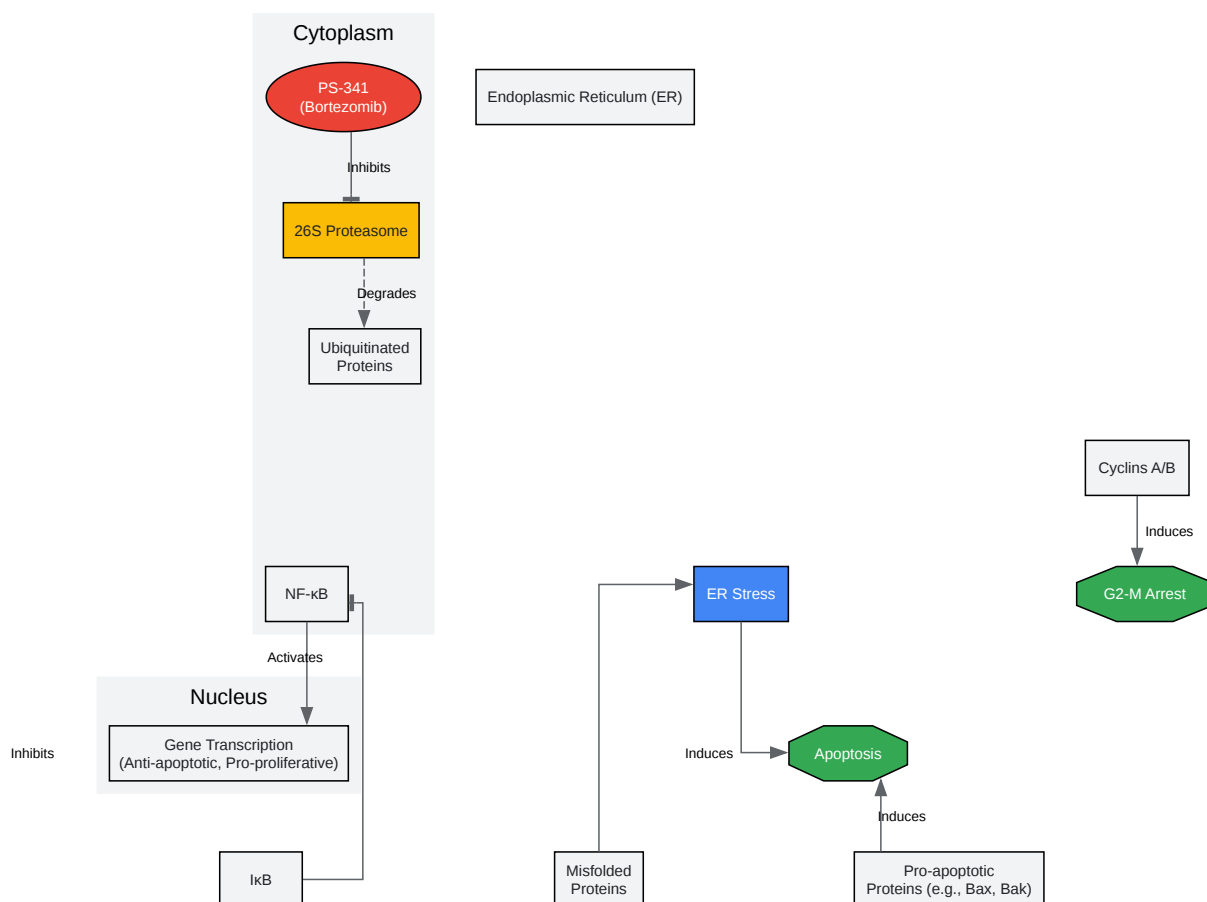 Cytoplasm
PS-341
(Bortezomib)
Endoplasmic Reticulum (ER)
Inhibits
26S Proteasome
Degrades
Ubiquitinated
Proteins
Cyclins A/B
Induces
NF-κB
ER Stress
G2-M Arrest
Activates
Nucleus
Gene Transcription
(Anti-apoptotic, Pro-proliferative)
Inhibits
Induces
Apoptosis
Induces
IκB
Misfolded
Proteins
Pro-apoptotic
Proteins (e.g., Bax, Bak)